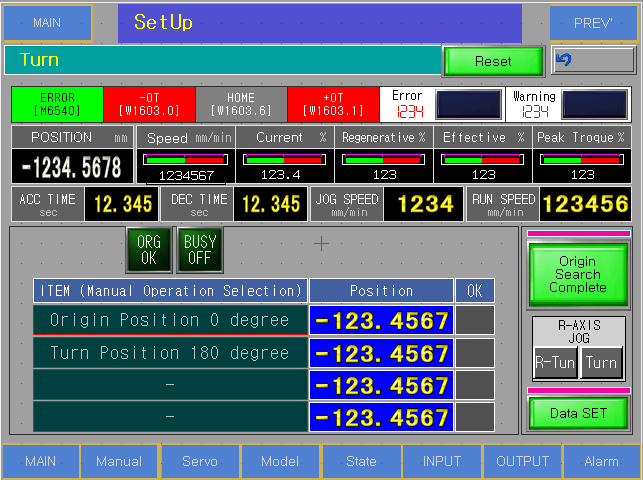 MAIN
SetUp
PREV'
Turn
Reset
ERROR
[M6540]
-OT
[W1603.0]
HOME
[W1603.6]
+OT
[W1603.1]
Error
1234
Warning
1234
POSITION mm
-1234.5678
Speed mm/min
1234567
Current %
123.4
Regenerative %
123
Effective %
123
Peak Troque %
123
ACC TIME
sec
12.345
DEC TIME
sec
12.345
JOG SPEED
mm/min
1234
RUN SPEED
mm/min
123456
ORG
OK
BUSY
OFF
ITEM (Manual Operation Selection) Position OK
Origin Position 0 degree -123.4567
Turn Position 180 degree -123.4567
- -123.4567
- -123.4567
Origin
Search
Complete
R-AXIS
JOG
R-Tun Turn
Data SET
MAIN Manual Servo Model State INPUT OUTPUT Alarm